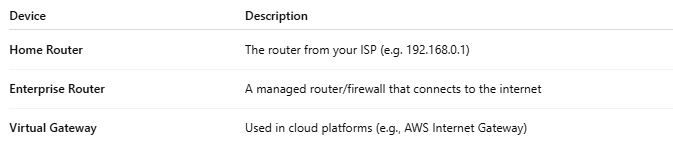 Device Description
Home Router The router from your ISP (e.g. 192.168.0.1)
Enterprise Router A managed router/firewall that connects to the internet
Virtual Gateway Used in cloud platforms (e.g., AWS Internet Gateway)